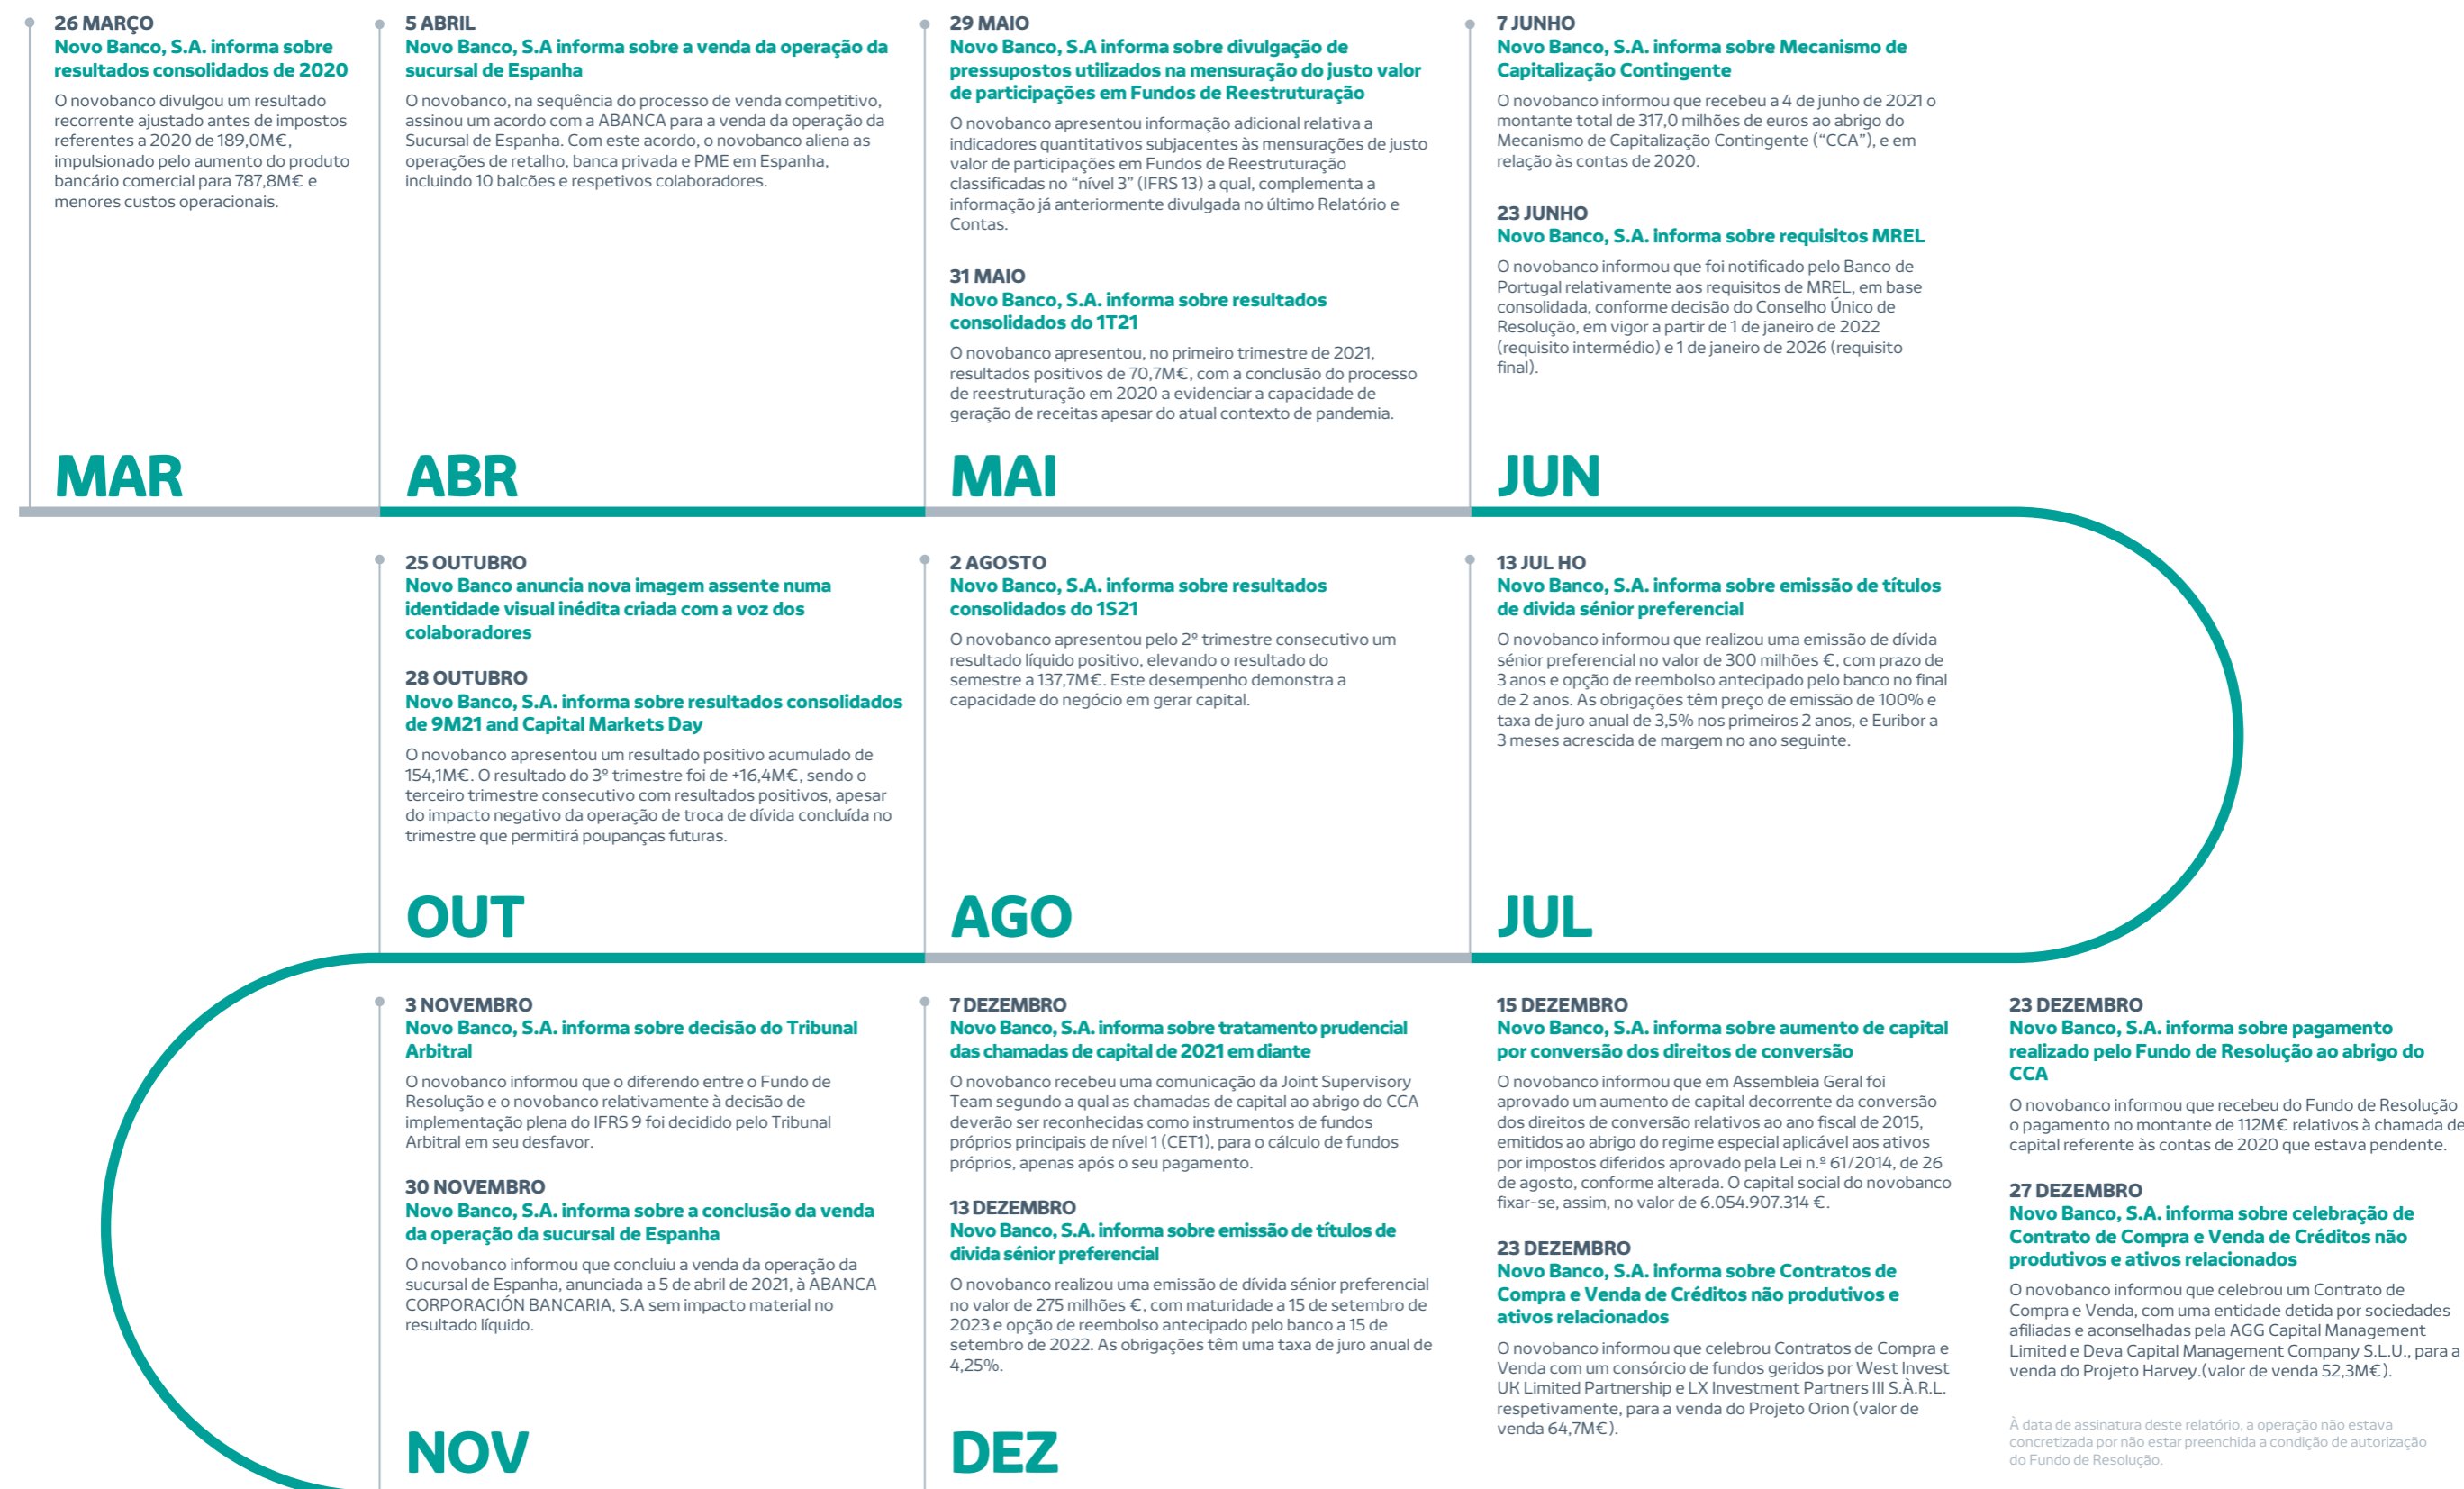 26 MARÇO
Novo Banco, S.A. informa sobre
resultados consolidados de 2020
O novobanco divulgou um resultado
recorrente ajustado antes de impostos
referentes a 2020 de 189,0M€,
impulsionado pelo aumento do produto
bancário comercial para 787,8M€ e
menores custos operacionais.
MAR
5 ABRIL
Novo Banco, S.A informa sobre a venda da operação da
sucursal de Espanha
O novobanco, na sequência do processo de venda competitivo,
assinou um acordo com a ABANCA para a venda da operação da
Sucursal de Espanha. Com este acordo, o novobanco aliena as
operações de retalho, banca privada e PME em Espanha,
incluindo 10 balcões e respetivos colaboradores.
ABR
29 MAIO
Novo Banco, S.A informa sobre divulgação de
pressupostos utilizados na mensuração do justo valor
de participações em Fundos de Reestruturação
O novobanco apresentou informação adicional relativa a
indicadores quantitativos subjacentes às mensurações de justo
valor de participações em Fundos de Reestruturação
classificadas no “nível 3” (IFRS 13) a qual, complementa a
informação já anteriormente divulgada no último Relatório e
Contas.
31 MAIO
Novo Banco, S.A. informa sobre resultados
consolidados do 1T21
O novobanco apresentou, no primeiro trimestre de 2021,
resultados positivos de 70,7M€, com a conclusão do processo
de reestruturação em 2020 a evidenciar a capacidade de
geração de receitas apesar do atual contexto de pandemia.
MAI
7 JUNHO
Novo Banco, S.A. informa sobre Mecanismo de
Capitalização Contingente
O novobanco informou que recebeu a 4 de junho de 2021 o
montante total de 317,0 milhões de euros ao abrigo do
Mecanismo de Capitalização Contingente (“CCA”), e em
relação às contas de 2020.
23 JUNHO
Novo Banco, S.A. informa sobre requisitos MREL
O novobanco informou que foi notificado pelo Banco de
Portugal relativamente aos requisitos de MREL, em base
consolidada, conforme decisão do Conselho Único de
Resolução, em vigor a partir de 1 de janeiro de 2022
(requisito intermédio) e 1 de janeiro de 2026 (requisito
final).
JUN
25 OUTUBRO
Novo Banco anuncia nova imagem assente numa
identidade visual inédita criada com a voz dos
colaboradores
28 OUTUBRO
Novo Banco, S.A. informa sobre resultados consolidados
de 9M21 and Capital Markets Day
O novobanco apresentou um resultado positivo acumulado de
154,1M€. O resultado do 3º trimestre foi de +16,4M€, sendo o
terceiro trimestre consecutivo com resultados positivos, apesar
do impacto negativo da operação de troca de dívida concluída no
trimestre que permitirá poupanças futuras.
OUT
2 AGOSTO
Novo Banco, S.A. informa sobre resultados
consolidados do 1S21
O novobanco apresentou pelo 2º trimestre consecutivo um
resultado líquido positivo, elevando o resultado do
semestre a 137,7M€. Este desempenho demonstra a
capacidade do negócio em gerar capital.
AGO
13 JUL HO
Novo Banco, S.A. informa sobre emissão de títulos
de divida sénior preferencial
O novobanco informou que realizou uma emissão de dívida
sénior preferencial no valor de 300 milhões €, com prazo de
3 anos e opção de reembolso antecipado pelo banco no final
de 2 anos. As obrigações têm preço de emissão de 100% e
taxa de juro anual de 3,5% nos primeiros 2 anos, e Euribor a
3 meses acrescida de margem no ano seguinte.
JUL
3 NOVEMBRO
Novo Banco, S.A. informa sobre decisão do Tribunal
Arbitral
O novobanco informou que o diferendo entre o Fundo de
Resolução e o novobanco relativamente à decisão de
implementação plena do IFRS 9 foi decidido pelo Tribunal
Arbitral em seu desfavor.
30 NOVEMBRO
Novo Banco, S.A. informa sobre a conclusão da venda
da operação da sucursal de Espanha
O novobanco informou que concluiu a venda da operação da
sucursal de Espanha, anunciada a 5 de abril de 2021, à ABANCA
CORPORACIÓN BANCARIA, S.A sem impacto material no
resultado líquido.
NOV
7 DEZEMBRO
Novo Banco, S.A. informa sobre tratamento prudencial
das chamadas de capital de 2021 em diante
O novobanco recebeu uma comunicação da Joint Supervisory
Team segundo a qual as chamadas de capital ao abrigo do CCA
deverão ser reconhecidas como instrumentos de fundos
próprios principais de nível 1 (CET1), para o cálculo de fundos
próprios, apenas após o seu pagamento.
13 DEZEMBRO
Novo Banco, S.A. informa sobre emissão de títulos de
divida sénior preferencial
O novobanco realizou uma emissão de dívida sénior preferencial
no valor de 275 milhões €, com maturidade a 15 de setembro de
2023 e opção de reembolso antecipado pelo banco a 15 de
setembro de 2022. As obrigações têm uma taxa de juro anual de
4,25%.
DEZ
15 DEZEMBRO
Novo Banco, S.A. informa sobre aumento de capital
por conversão dos direitos de conversão
O novobanco informou que em Assembleia Geral foi
aprovado um aumento de capital decorrente da conversão
dos direitos de conversão relativos ao ano fiscal de 2015,
emitidos ao abrigo do regime especial aplicável aos ativos
por impostos diferidos aprovado pela Lei n.º 61/2014, de 26
de agosto, conforme alterada. O capital social do novobanco
fixar-se, assim, no valor de 6.054.907.314 €.
23 DEZEMBRO
Novo Banco, S.A. informa sobre Contratos de
Compra e Venda de Créditos não produtivos e
ativos relacionados
O novobanco informou que celebrou Contratos de Compra e
Venda com um consórcio de fundos geridos por West Invest
UK Limited Partnership e LX Investment Partners III S.À.R.L.
respetivamente, para a venda do Projeto Orion (valor de
venda 64,7M€).
23 DEZEMBRO
Novo Banco, S.A. informa sobre pagamento
realizado pelo Fundo de Resolução ao abrigo do
CCA
O novobanco informou que recebeu do Fundo de Resolução
o pagamento no montante de 112M€ relativos à chamada de
capital referente às contas de 2020 que estava pendente.
27 DEZEMBRO
Novo Banco, S.A. informa sobre celebração de
Contrato de Compra e Venda de Créditos não
produtivos e ativos relacionados
O novobanco informou que celebrou um Contrato de
Compra e Venda, com uma entidade detida por sociedades
afiliadas e aconselhadas pela AGG Capital Management
Limited e Deva Capital Management Company S.L.U., para a
venda do Projeto Harvey.(valor de venda 52,3M€).
À data de assinatura deste relatório, a operação não estava
concretizada por não estar preenchida a condição de autorização
do Fundo de Resolução.